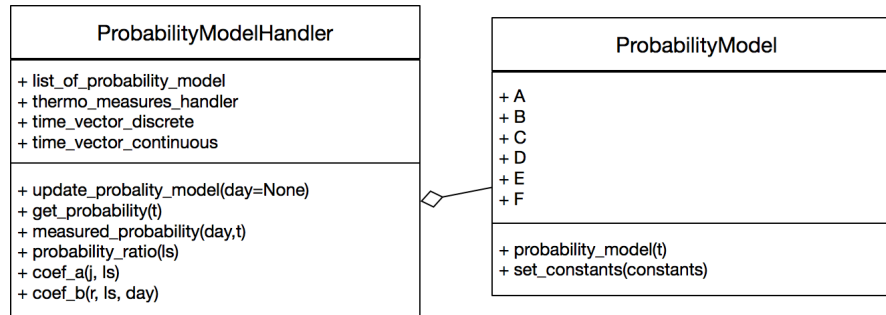 ProbabilityModelHandler
+ list_of_probability_model
+ thermo_measures_handler
+ time_vector_discrete
+ time_vector_continuous
+ update_probality_model(day=None)
+ get_probability(t)
+ measured_probability(day,t)
+ probability_ratio(ls)
+ coef_a(j, ls)
+ coef_b(r, ls, day)
ProbabilityModel
+ A
+ B
+ C
+ D
+ E
+ F
+ probability_model(t)
+ set_constants(constants)